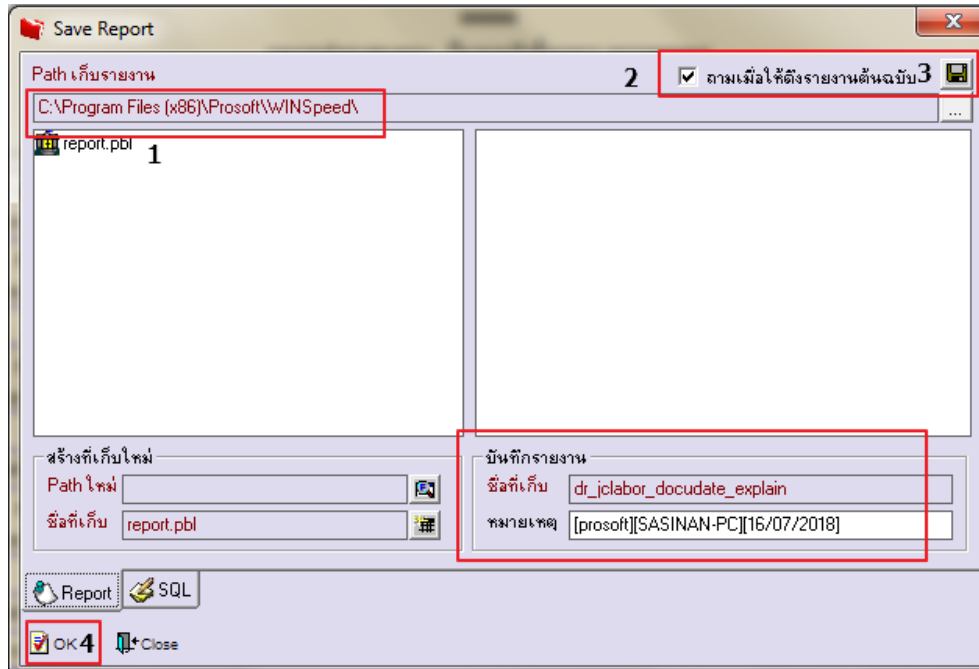 Save Report
Path เก็บรายงาน
2
ถามเมื่อให้ดึงรายงานต้นฉบับ 3
C:\Program Files (x86)\Prosoft\WINSpeed\
...
report.pbl
1
สร้างที่เก็บใหม่
Path ใหม่
ชื่อที่เก็บ report.pbl
บันทึกรายงาน
ชื่อที่เก็บ dr_jclabor_docudate_explain
หมายเหตุ [prosoft][SASINAN-PC][16/07/2018]
Report SQL
OK 4 Close